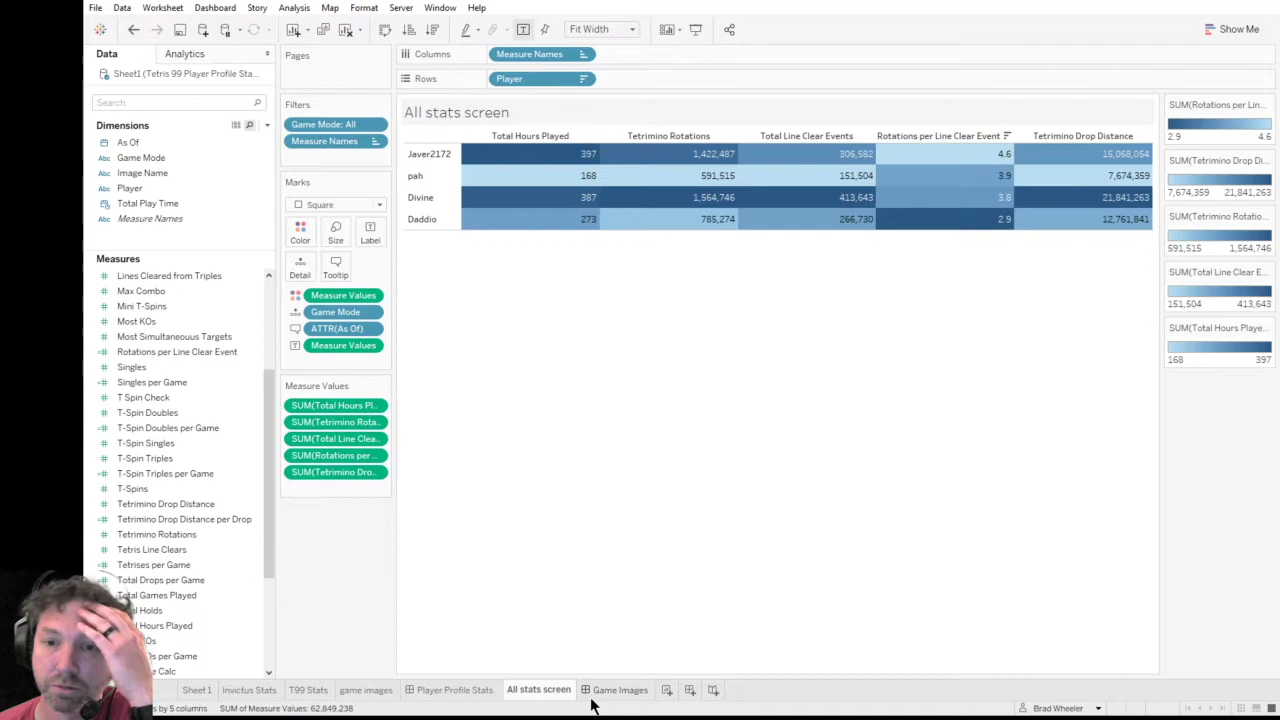 File Data Worksheet Dashboard Story Analysis Map Format Server Window Help
Fit Width
Show Me
Data Analytics
Sheet1 (Tetris 99 Player Profile Sta...
Search
Dimensions
As Of
Abc Game Mode
Abc Image Name
Abc Player
Total Play Time
Abc Measure Names
Measures
Lines Cleared from Triples
Max Combo
Mini T-Spins
Most KOs
Most Simultaneouus Targets
Rotations per Line Clear Event
Singles
Singles per Game
T Spin Check
T-Spin Doubles
T-Spin Doubles per Game
T-Spin Singles
T-Spin Triples
T-Spin Triples per Game
T-Spins
Tetrimino Drop Distance
Tetrimino Drop Distance per Drop
Tetrimino Rotations
Tetris Line Clears
Tetrises per Game
Total Drops per Game
Total Games Played
Holds
Hours Played
per Game
Calc
Pages
Filters
Game Mode: All
Measure Names
Marks
Square
Color Size Label
Detail Tooltip
Measure Values
Game Mode
ATTR(As Of)
Measure Values
Measure Values
SUM(Total Hours Pl..
SUM(Tetrimino Rota..
SUM(Total Line Clea..
SUM(Rotations per ..
SUM(Tetrimino Dro..
Columns Measure Names
Rows Player
All stats screen
Total Hours Played Tetrimino Rotations Total Line Clear Events Rotations per Line Clear Event Tetrimino Drop Distance
Javer2172 397 1,422,487 306,582 4.6 15,068,054
pah 168 591,515 151,504 3.9 7,674,359
Divine 387 1,564,746 413,643 3.8 21,841,263
Daddio 273 785,274 266,730 2.9 12,761,841
SUM(Rotations per Lin...
2.9 4.6
SUM(Tetrimino Drop Di...
7,674,359 21,841,263
SUM(Tetrimino Rotatio...
591,515 1,564,746
SUM(Total Line Clear E...
151,504 413,643
SUM(Total Hours Playe...
168 397
Sheet 1 Invictus Stats T99 Stats game images Player Profile Stats All stats screen Game Images
by 5 columns SUM of Measure Values: 62,849,238
Brad Wheeler